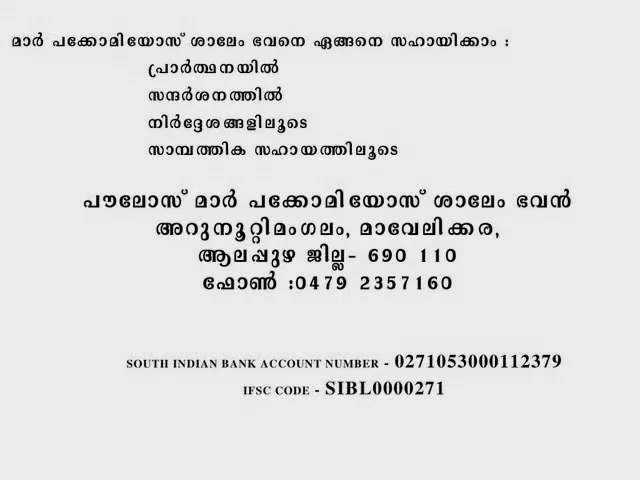 മാർ പക്കോമിയോസ് ശാലേം ഭവനെ ഏങ്ങനെ സഹായിക്കാം :
പ്രാർത്ഥനയിൽ
സന്ദർശനത്തിൽ
നിർദ്ദേശങ്ങളിലൂടെ
സാമ്പത്തിക സഹായത്തിലൂടെ
പൗലോസ് മാർ പക്കോമിയോസ് ശാലേം ഭവൻ
അറുനൂറ്റിമംഗലം, മാവേലിക്കര,
ആലപ്പുഴ ജില്ല- 690 110
ഫോൺ :0479 2357160
SOUTH INDIAN BANK ACCOUNT NUMBER - 0271053000112379
IFSC CODE - SIBL0000271